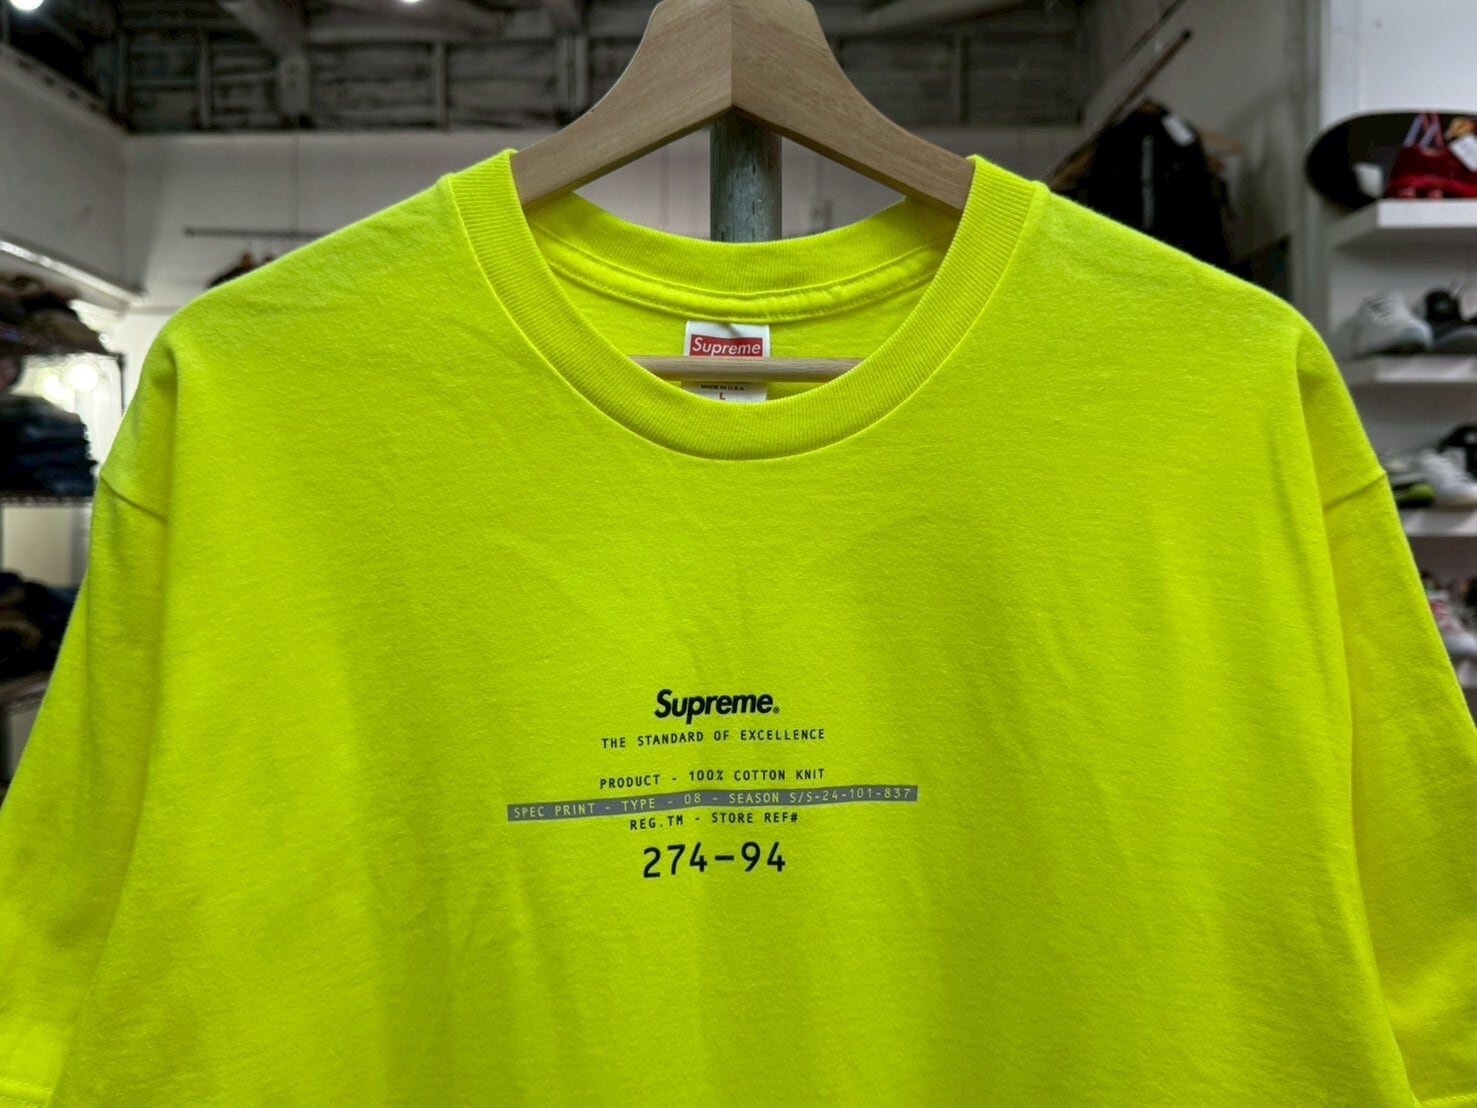 Supreme
MADE IN U.S.A.
L
Supreme®
THE STANDARD OF EXCELLENCE
PRODUCT - 100% COTTON KNIT
SPEC PRINT - TYPE - 08 - SEASON S/S-24-101-837
REG.TM - STORE REF#
274-94